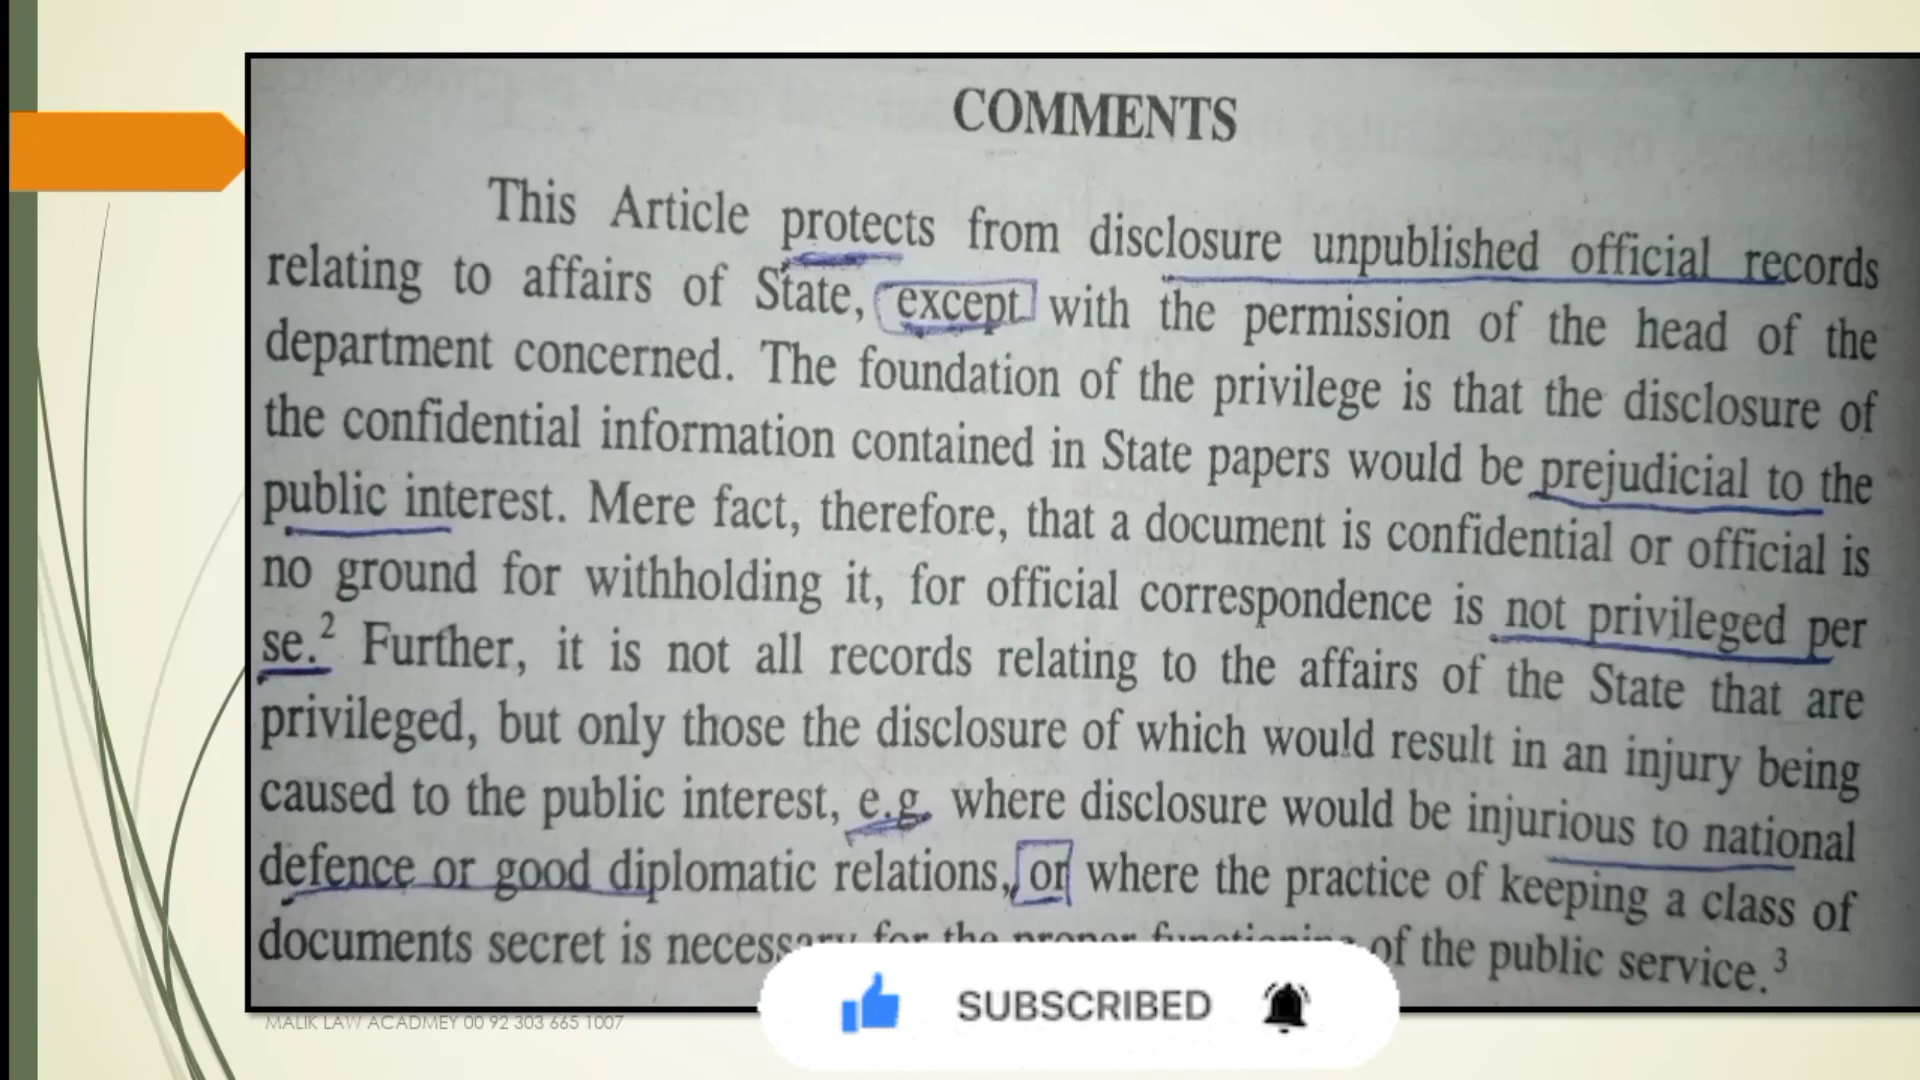 COMMENTS
This Article protects from disclosure unpublished official records
relating to affairs of State, except with the permission of the head of the
department concerned. The foundation of the privilege is that the disclosure of
the confidential information contained in State papers would be prejudicial to the
public interest. Mere fact, therefore, that a document is confidential or official is
no ground for withholding it, for official correspondence is not privileged per
se.2 Further, it is not all records relating to the affairs of the State that are
privileged, but only those the disclosure of which would result in an injury being
caused to the public interest, e.g. where disclosure would be injurious to national
defence or good diplomatic relations, or where the practice of keeping a class of
documents secret is necessary for the proper functioning of the public service.3
SUBSCRIBED
MALIK LAW ACADMEY 00 92 303 665 1007